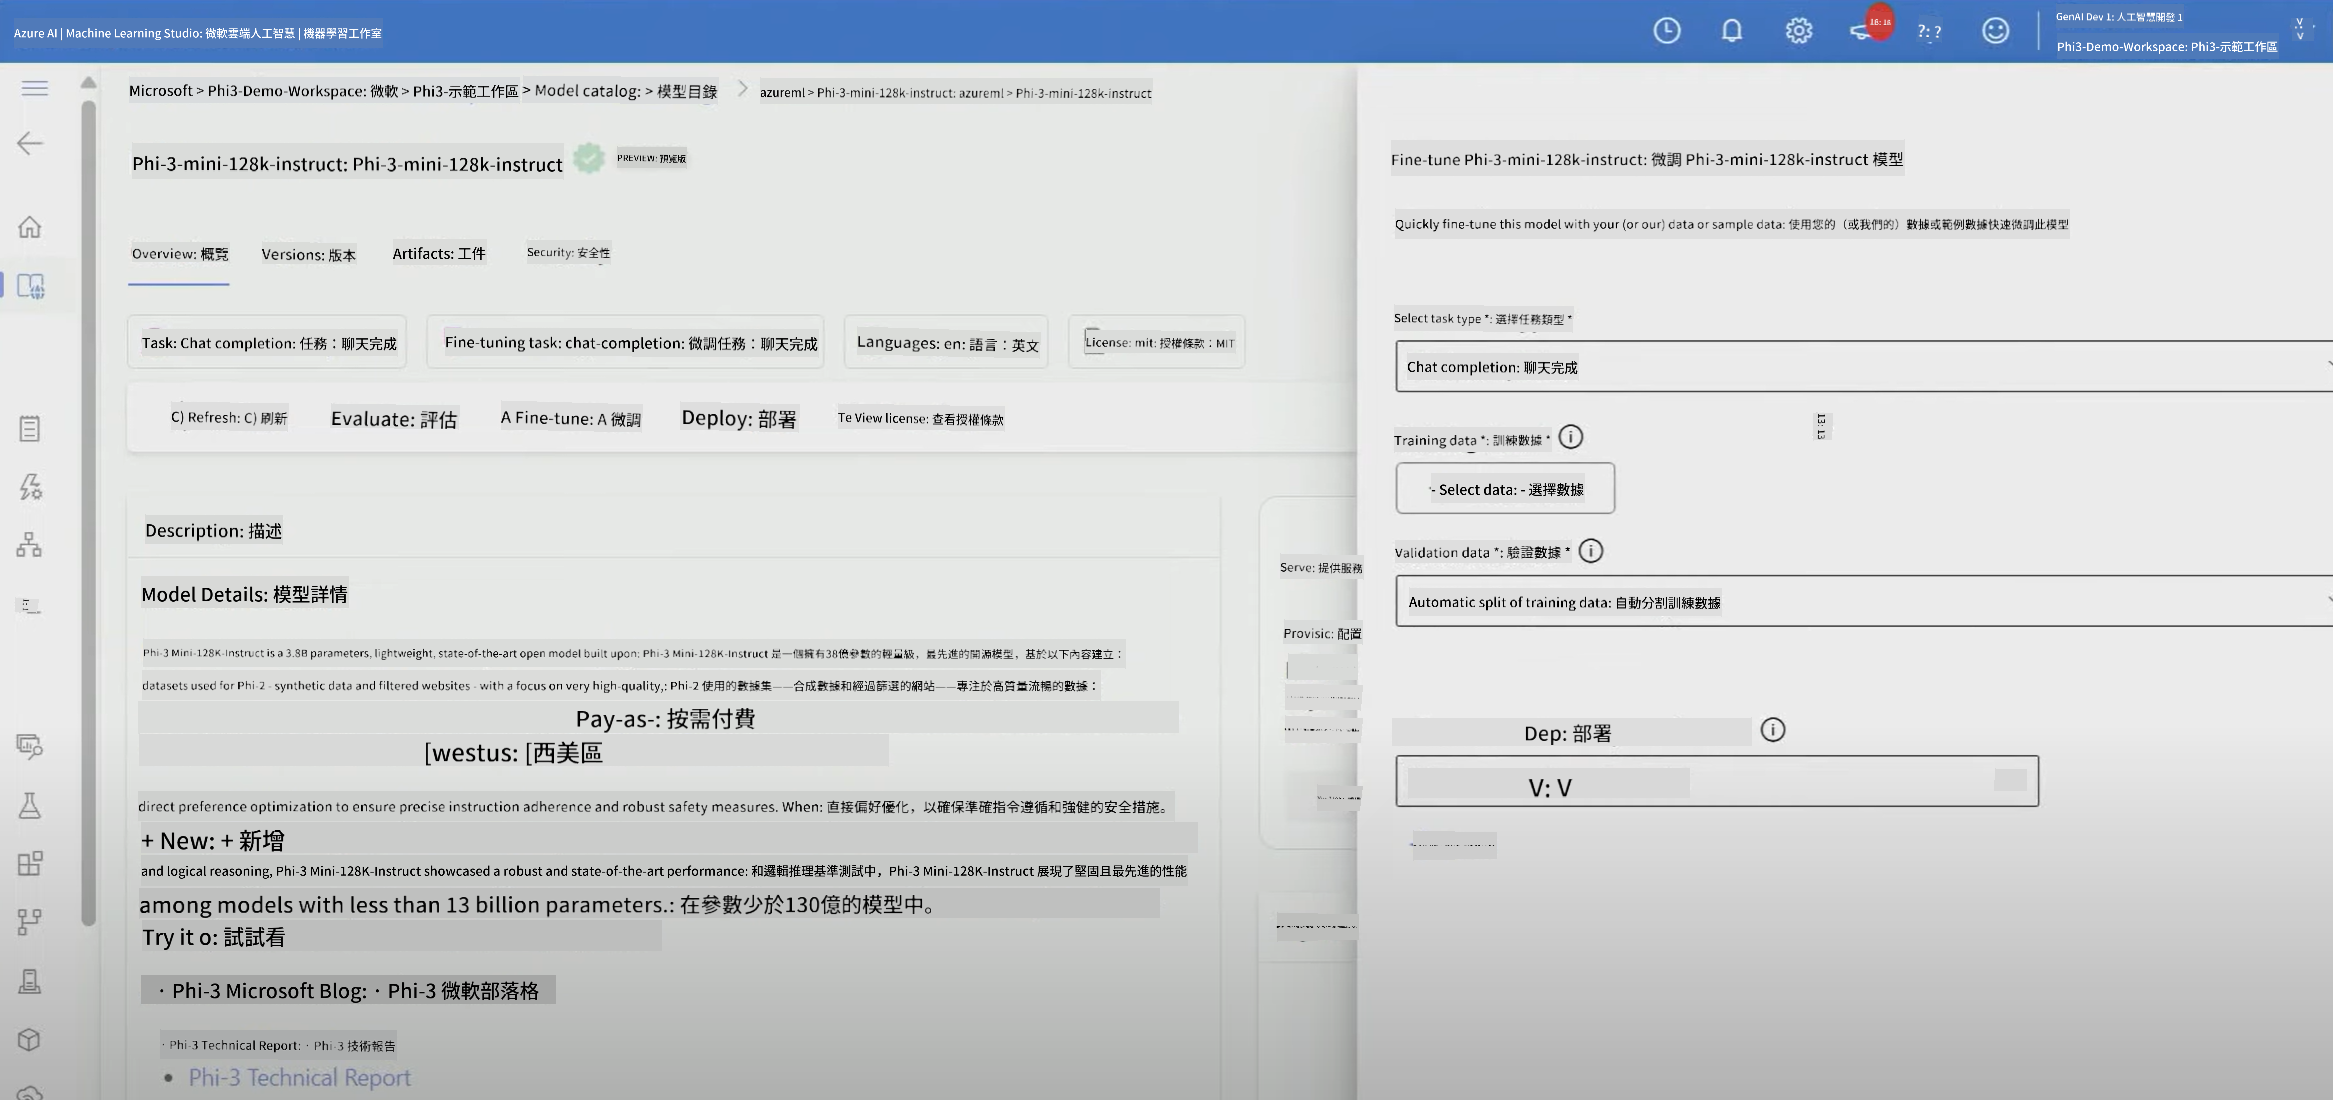 Azure AI | Machine Learning Studio: 微軟雲端人工智慧 | 機器學習工作室
18: 18
?: ?
GenAI Dev 1: 人工智慧開發 1
Phi3-Demo-Workspace: Phi3-示範工作區
Microsoft > Phi3-Demo-Workspace: 微軟 > Phi3-示範工作區 > Model catalog: > 模型目錄 > azureml > Phi-3-mini-128k-instruct: azureml > Phi-3-mini-128k-instruct
Phi-3-mini-128k-instruct: Phi-3-mini-128k-instruct
PREVIEW: 預覽版
Overview: 概覽
Versions: 版本
Artifacts: 工件
Security: 安全性
Task: Chat completion: 任務：聊天完成
Fine-tuning task: chat-completion: 微調任務：聊天完成
Languages: en: 語言：英文
License: mit: 授權條款：MIT
C) Refresh: C) 刷新
Evaluate: 評估
A Fine-tune: A 微調
Deploy: 部署
Te View license: 查看授權條款
Description: 描述
Model Details: 模型詳情
Phi-3 Mini-128K-Instruct is a 3.8B parameters, lightweight, state-of-the-art open model built upon: Phi-3 Mini-128K-Instruct 是一個擁有38億參數的輕量級，最先進的開源模型，基於以下內容建立：
datasets used for Phi-2 - synthetic data and filtered websites - with a focus on very high-quality,: Phi-2 使用的數據集——合成數據和經過篩選的網站——專注於高質量流暢的數據：
Pay-as-: 按需付費
[westus: [西美區
direct preference optimization to ensure precise instruction adherence and robust safety measures. When: 直接偏好優化，以確保準確指令遵循和強健的安全措施。
+ New: + 新增
and logical reasoning, Phi-3 Mini-128K-Instruct showcased a robust and state-of-the-art performance: 和邏輯推理基準測試中，Phi-3 Mini-128K-Instruct 展現了堅固且最先進的性能
among models with less than 13 billion parameters.: 在參數少於130億的模型中。
Try it o: 試試看
· Phi-3 Microsoft Blog: · Phi-3 微軟部落格
· Phi-3 Technical Report: · Phi-3 技術報告
• Phi-3 Technical Report
Serve: 提供服務
Provisic: 配置
Fine-tune Phi-3-mini-128k-instruct: 微調 Phi-3-mini-128k-instruct 模型
Quickly fine-tune this model with your (or our) data or sample data: 使用您的（或我們的）數據或範例數據快速微調此模型
Select task type *: 選擇任務類型 *
Chat completion: 聊天完成
13: 13
Training data *: 訓練數據 *
- Select data: - 選擇數據
Validation data *: 驗證數據 *
Automatic split of training data: 自動分割訓練數據
Dep: 部署
V: V